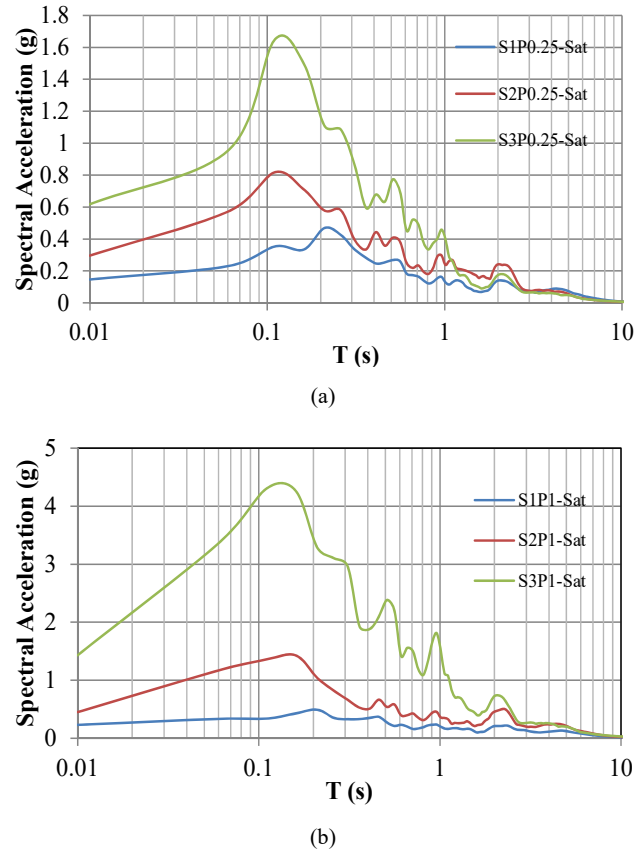 Spectral Acceleration (g)
1.8
1.6
1.4
1.2
1
0.8
0.6
0.4
0.2
0
S1P0.25-Sat
S2P0.25-Sat
S3P0.25-Sat
0.01 0.1 1 10
T (s)
(a)
Spectral Acceleration (g)
5
4
3
2
1
0
S1P1-Sat
S2P1-Sat
S3P1-Sat
0.01 0.1 1 10
T (s)
(b)